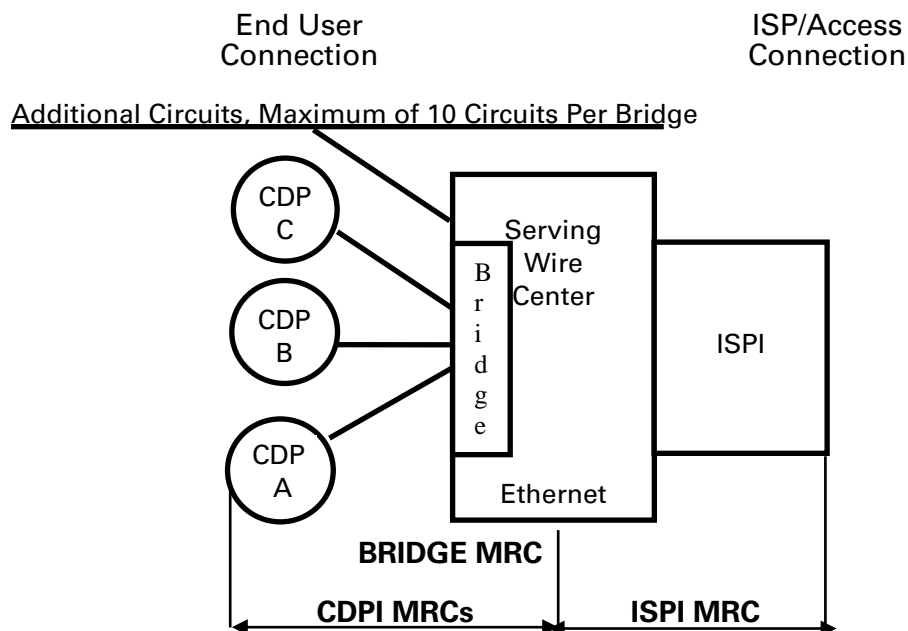 End User
Connection
ISP/Access
Connection
Additional Circuits, Maximum of 10 Circuits Per Bridge
CDP
C
CDP
B
CDP
A
Bridge
Serving
Wire
Center
Ethernet
ISPI
BRIDGE MRC
CDPI MRCs
ISPI MRC